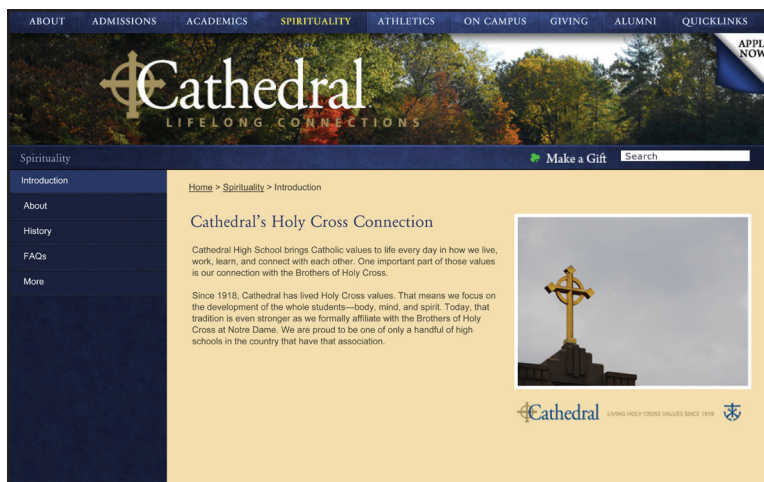 ABOUT ADMISSIONS ACADEMICS SPIRITUALITY ATHLETICS ON CAMPUS GIVING ALUMNI QUICKLINKS
APPL
NOW
Cathedral
LIFELONG CONNECTIONS
Spirituality
Make a Gift
Search
Introduction
About
History
FAQs
More
Home > Spirituality > Introduction
Cathedral's Holy Cross Connection
Cathedral High School brings Catholic values to life every day in how we live,
work, learn, and connect with each other. One important part of those values
is our connection with the Brothers of Holy Cross.
Since 1918, Cathedral has lived Holy Cross values. That means we focus on
the development of the whole students—body, mind, and spirit. Today, that
tradition is even stronger as we formally affiliate with the Brothers of Holy
Cross at Notre Dame. We are proud to be one of only a handful of high
schools in the country that have that association.
Cathedral LIVING HOLY CROSS VALUES SINCE 1918